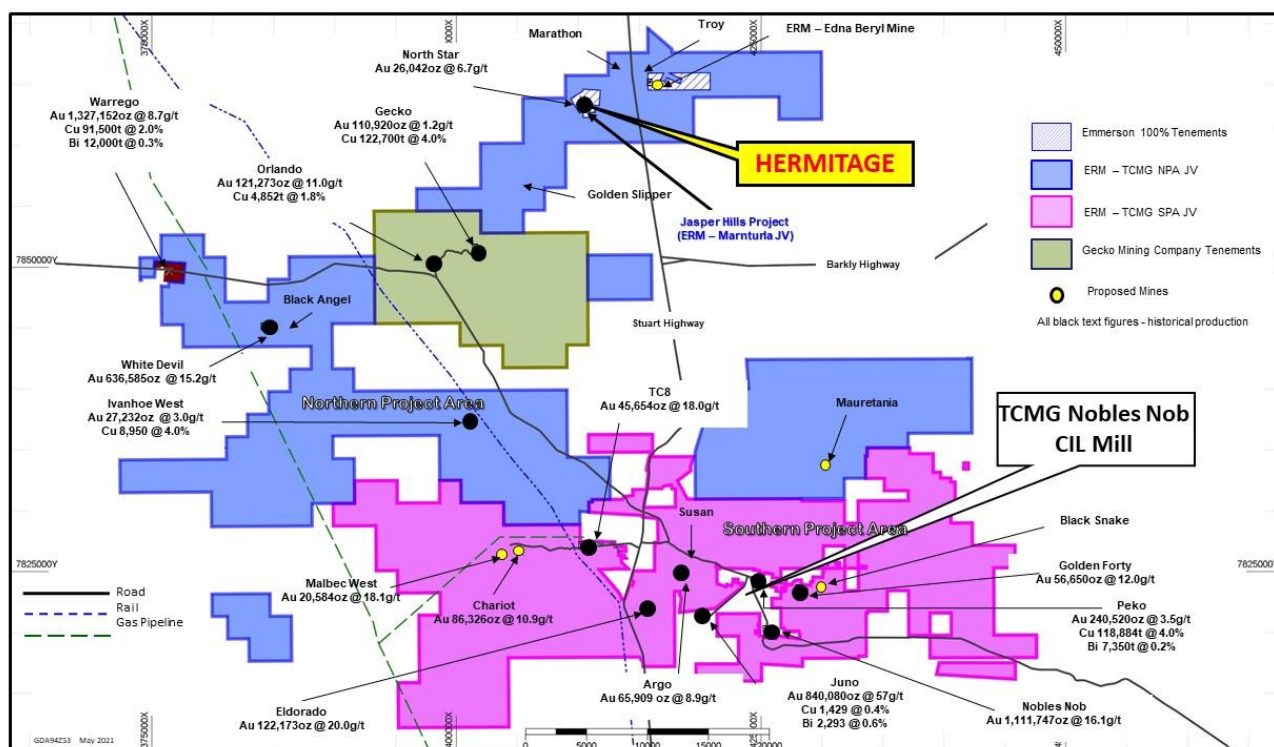 375000X
400000X
425000X
450000X
Marathon
Troy
ERM – Edna Beryl Mine
North Star
Au 26,042oz @ 6.7g/t
Warrego
Au 1,327,152oz @ 8.7g/t
Cu 91,500t @ 2.0%
Bi 12,000t @ 0.3%
Gecko
Au 110,920oz @ 1.2g/t
Cu 122,700t @ 4.0%
Orlando
Au 121,273oz @ 11.0g/t
Cu 4,852t @ 1.8%
HERMITAGE
Golden Slipper
Jasper Hills Project
(ERM – Marnturla JV)
Emmerson 100% Tenements
ERM – TCMG NPA JV
ERM – TCMG SPA JV
Gecko Mining Company Tenements
Proposed Mines
All black text figures - historical production
7850000Y
Barkly Highway
Black Angel
Stuart Highway
White Devil
Au 636,585oz @ 15.2g/t
Ivanhoe West
Au 27,232oz @ 3.0g/t
Cu 8,950 @ 4.0%
Northern Project Area
TC8
Au 45,654oz @ 18.0g/t
Mauretania
TCMG Nobles Nob
CIL Mill
Susan
Southern Project Area
Black Snake
7825000Y
7825000Y
Golden Forty
Au 56,650oz @ 12.0g/t
Malbec West
Au 20,584oz @ 18.1g/t
Chariot
Au 86,326oz @ 10.9g/t
Peko
Au 240,520oz @ 3.5g/t
Cu 118,884t @ 4.0%
Bi 7,350t @ 0.2%
Road
Rail
Gas Pipeline
Eldorado
Au 122,173oz @ 20.0g/t
Argo
Au 65,909 oz @ 8.9g/t
Juno
Au 840,080oz @ 57g/t
Cu 1,429 @ 0.4%
Bi 2,293 @ 0.6%
Nobles Nob
Au 1,111,747oz @ 16.1g/t
GDA94Z53 May 2021
375000X
5000
15000